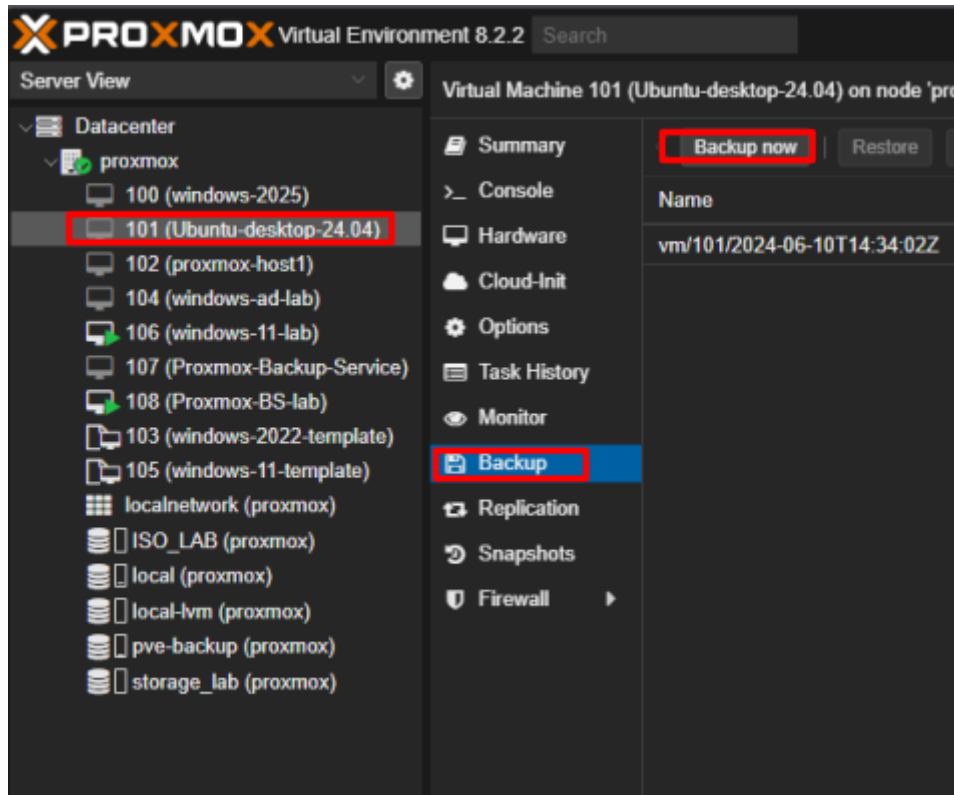 PROXMOX Virtual Environment 8.2.2 Search
Server View
Virtual Machine 101 (Ubuntu-desktop-24.04) on node 'pro
Datacenter
proxmox
100 (windows-2025)
101 (Ubuntu-desktop-24.04)
102 (proxmox-host1)
104 (windows-ad-lab)
106 (windows-11-lab)
107 (Proxmox-Backup-Service)
108 (Proxmox-BS-lab)
103 (windows-2022-template)
105 (windows-11-template)
localnetwork (proxmox)
ISO_LAB (proxmox)
local (proxmox)
local-lvm (proxmox)
pve-backup (proxmox)
storage_lab (proxmox)
Summary
Console
Hardware
Cloud-Init
Options
Task History
Monitor
Backup
Replication
Snapshots
Firewall
Backup now Restore
Name
vm/101/2024-06-10T14:34:02Z